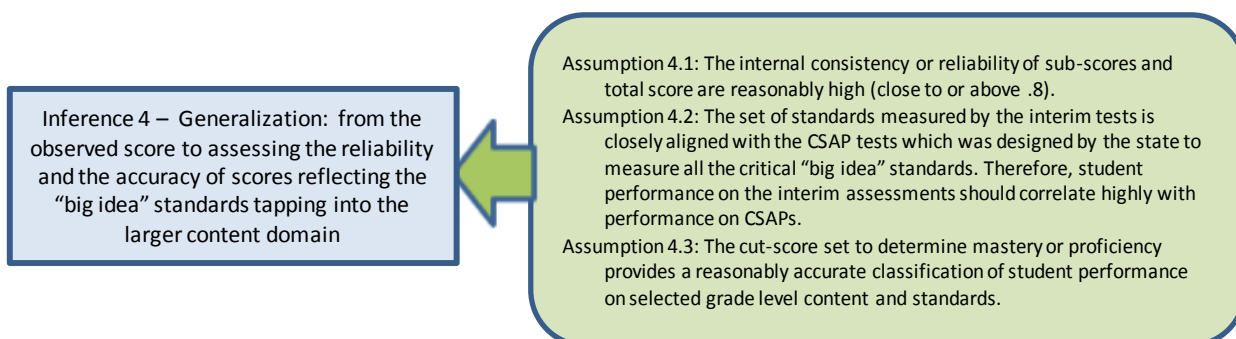 Inference 4 – Generalization: from the
observed score to assessing the reliability
and the accuracy of scores reflecting the
“big idea” standards tapping into the
larger content domain
Assumption 4.1: The internal consistency or reliability of sub-scores and
total score are reasonably high (close to or above .8).
Assumption 4.2: The set of standards measured by the interim tests is
closely aligned with the CSAP tests which was designed by the state to
measure all the critical “big idea” standards. Therefore, student
performance on the interim assessments should correlate highly with
performance on CSAPs.
Assumption 4.3: The cut-score set to determine mastery or proficiency
provides a reasonably accurate classification of student performance
on selected grade level content and standards.